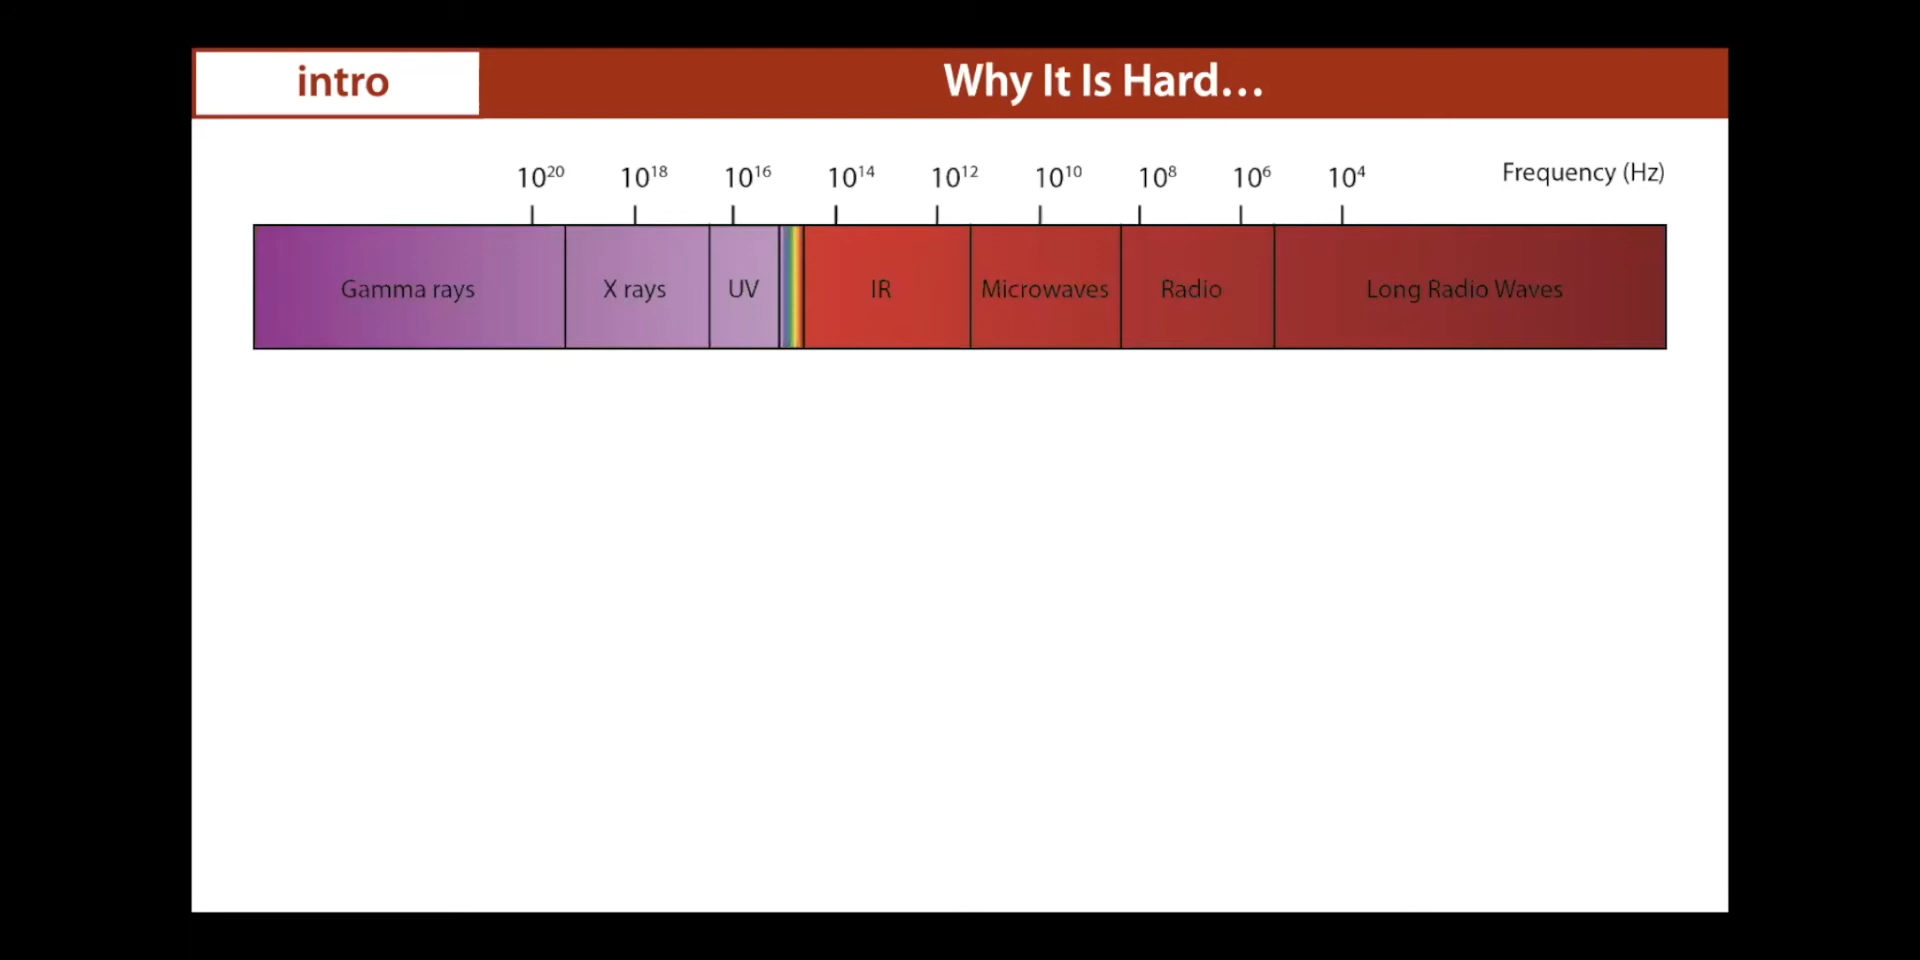 intro
Why It Is Hard...
10²⁰ 10¹⁸ 10¹⁶ 10¹⁴ 10¹² 10¹⁰ 10⁸ 10⁶ 10⁴ Frequency (Hz)
Gamma rays X rays UV IR Microwaves Radio Long Radio Waves